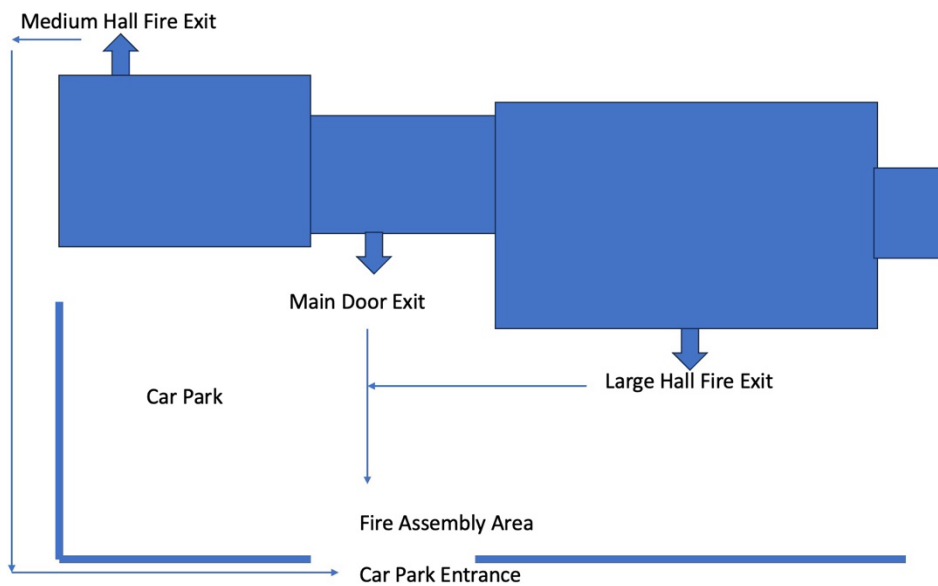 Medium Hall Fire Exit
Main Door Exit
Large Hall Fire Exit
Car Park
Fire Assembly Area
Car Park Entrance